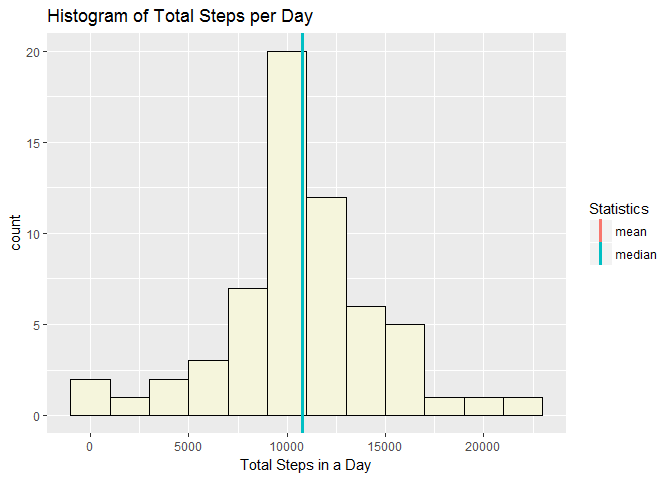 Histogram of Total Steps per Day
20
15
10
5
0
count
0 5000 10000 15000 20000
Total Steps in a Day
Statistics
mean
median